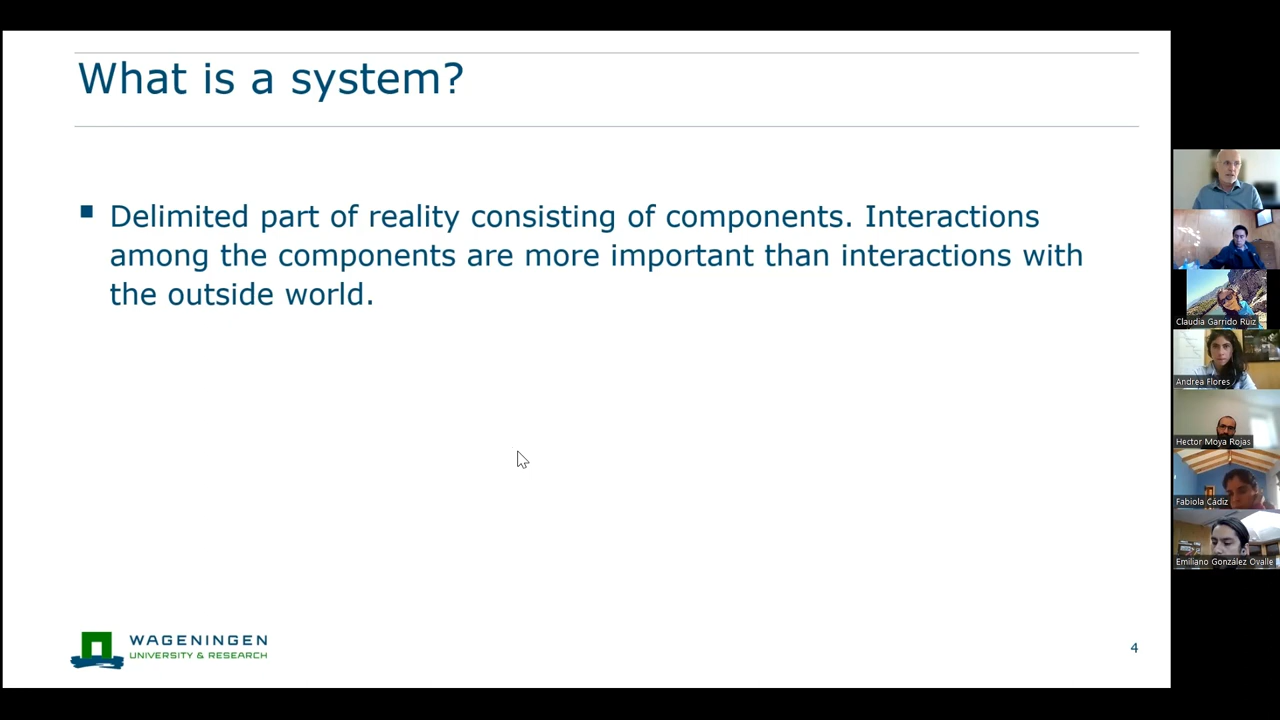 What is a system?
Delimited part of reality consisting of components. Interactions
among the components are more important than interactions with
the outside world.
WAGENINGEN
UNIVERSITY & RESEARCH
4
Claudia Garrido Ruiz
Andrea Flores
Hector Moya Rojas
Fabiola Cádiz
Emiliano González Ovalle